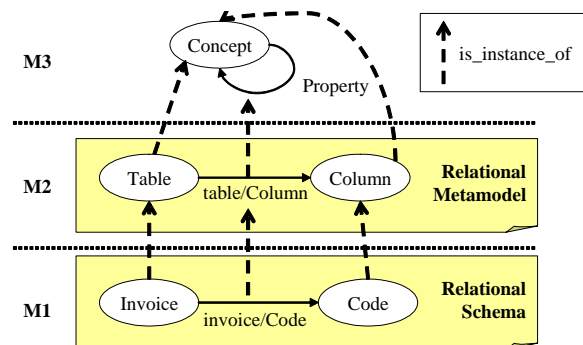 M3
Concept
Property
is_instance_of
M2
Table
table/Column
Column
Relational
Metamodel
M1
Invoice
invoice/Code
Code
Relational
Schema